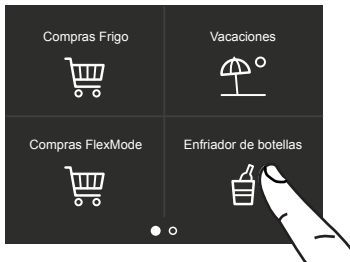 Compras Frigo
Vacaciones
Compras FlexMode
Enfriador de botellas